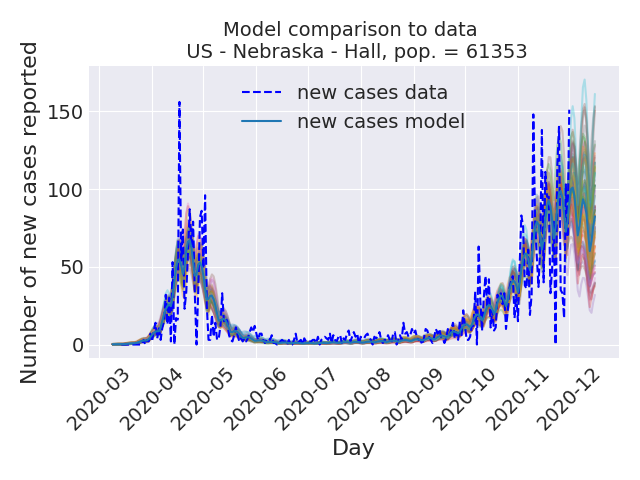 Model comparison to data
US - Nebraska - Hall, pop. = 61353
Number of new cases reported
new cases data
new cases model
150
100
50
0
2020-03
2020-04
2020-05
2020-06
2020-07
2020-08
2020-09
2020-10
2020-11
2020-12
Day